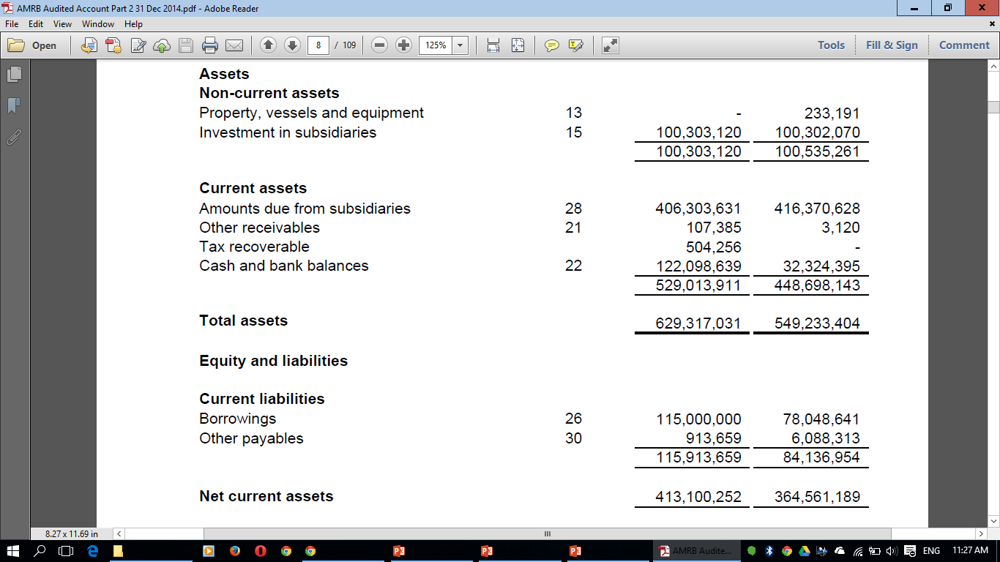 AMRB Audited Account Part 2 31 Dec 2014.pdf - Adobe Reader
File Edit View Window Help
Open 8 / 109 125% Tools Fill & Sign Comment
Assets
Non-current assets
Property, vessels and equipment 13 - 233,191
Investment in subsidiaries 15 100,303,120 100,302,070
100,303,120 100,535,261
Current assets
Amounts due from subsidiaries 28 406,303,631 416,370,628
Other receivables 21 107,385 3,120
Tax recoverable 504,256 -
Cash and bank balances 22 122,098,639 32,324,395
529,013,911 448,698,143
Total assets 629,317,031 549,233,404
Equity and liabilities
Current liabilities
Borrowings 26 115,000,000 78,048,641
Other payables 30 913,659 6,088,313
115,913,659 84,136,954
Net current assets 413,100,252 364,561,189
8.27 x 11.69 in
AMRB Audite... ENG 11:27 AM